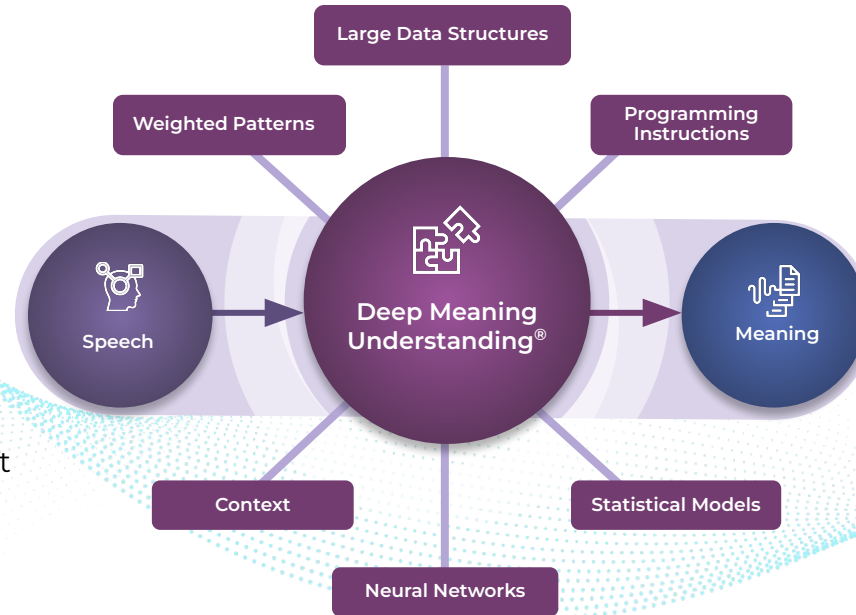 Large Data Structures
Weighted Patterns
Programming
Instructions
Speech
Deep Meaning
Understanding®
Meaning
t
Context
Statistical Models
Neural Networks